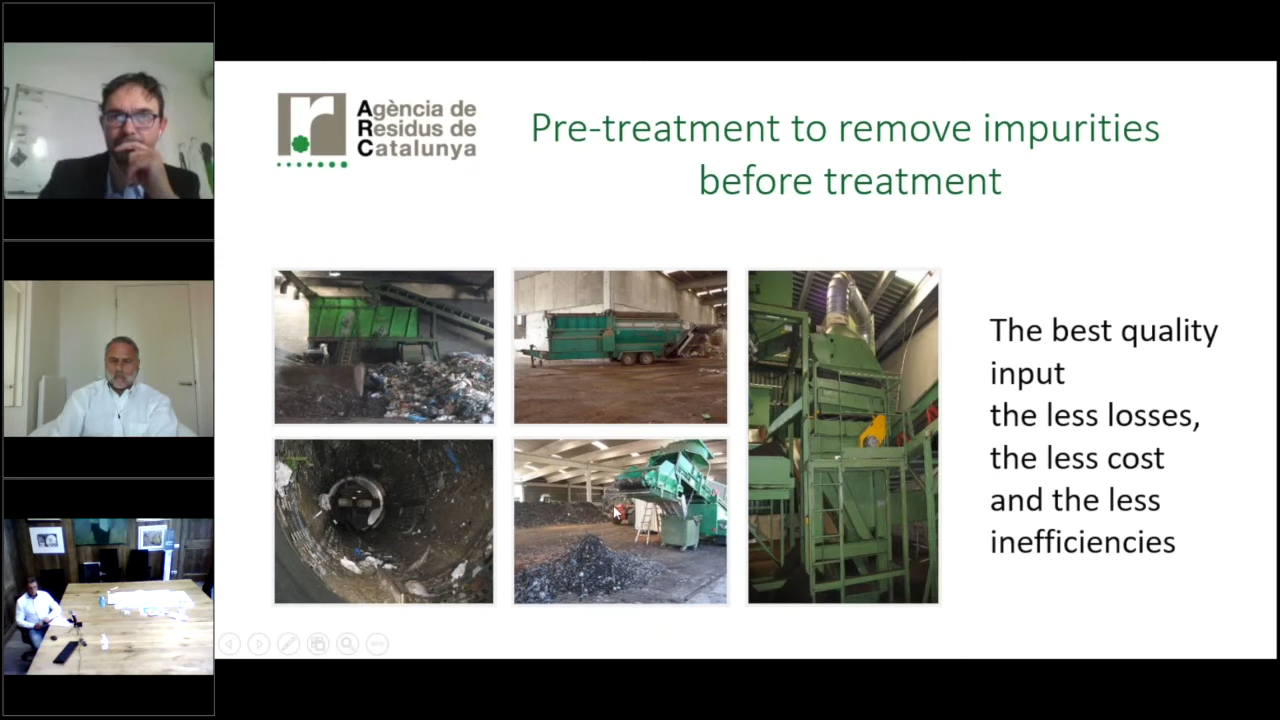 Agència de
Residus de
Catalunya
Pre-treatment to remove impurities
before treatment
The best quality
input
the less losses,
the less cost
and the less
inefficiencies